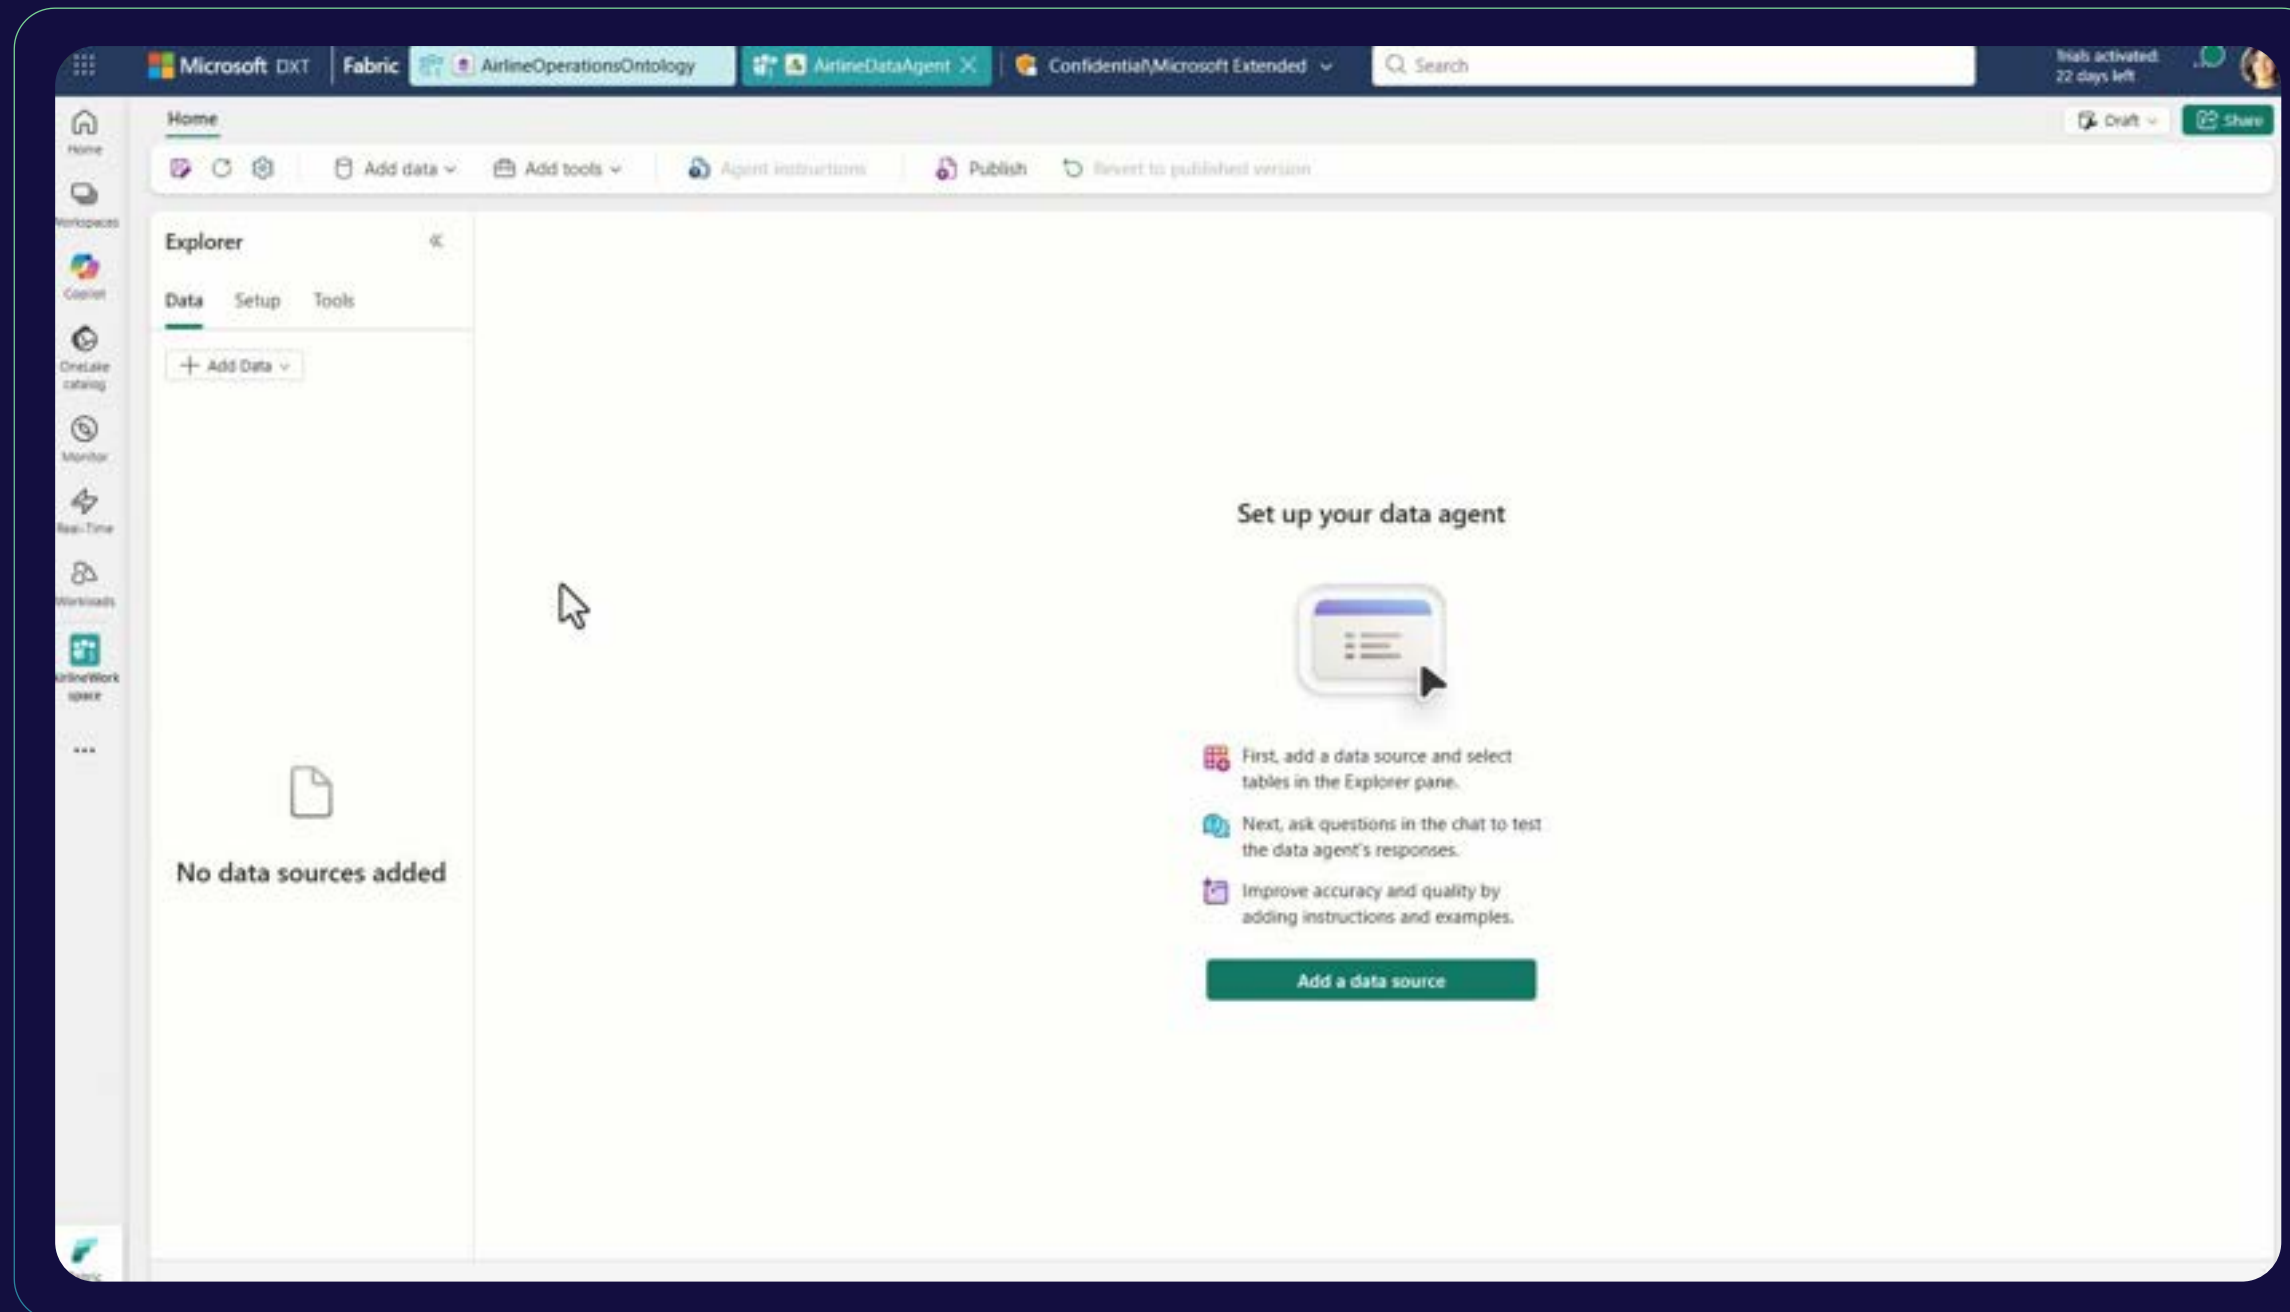 Microsoft DXT
Fabric
AirlineOperationsOntology
AirlineDataAgent
Confidential\Microsoft Extended
Search
Trials activated:
22 days left
Home
Draft
Share
Add data
Add tools
Agent instructions
Publish
Revert to published version
Home
Workspaces
Copilot
OneLake
catalog
Monitor
Real-Time
Workloads
AirlineWork
space
Explorer
Data
Setup
Tools
Add Data
No data sources added
Set up your data agent
First, add a data source and select
tables in the Explorer pane.
Next, ask questions in the chat to test
the data agent's responses.
Improve accuracy and quality by
adding instructions and examples.
Add a data source